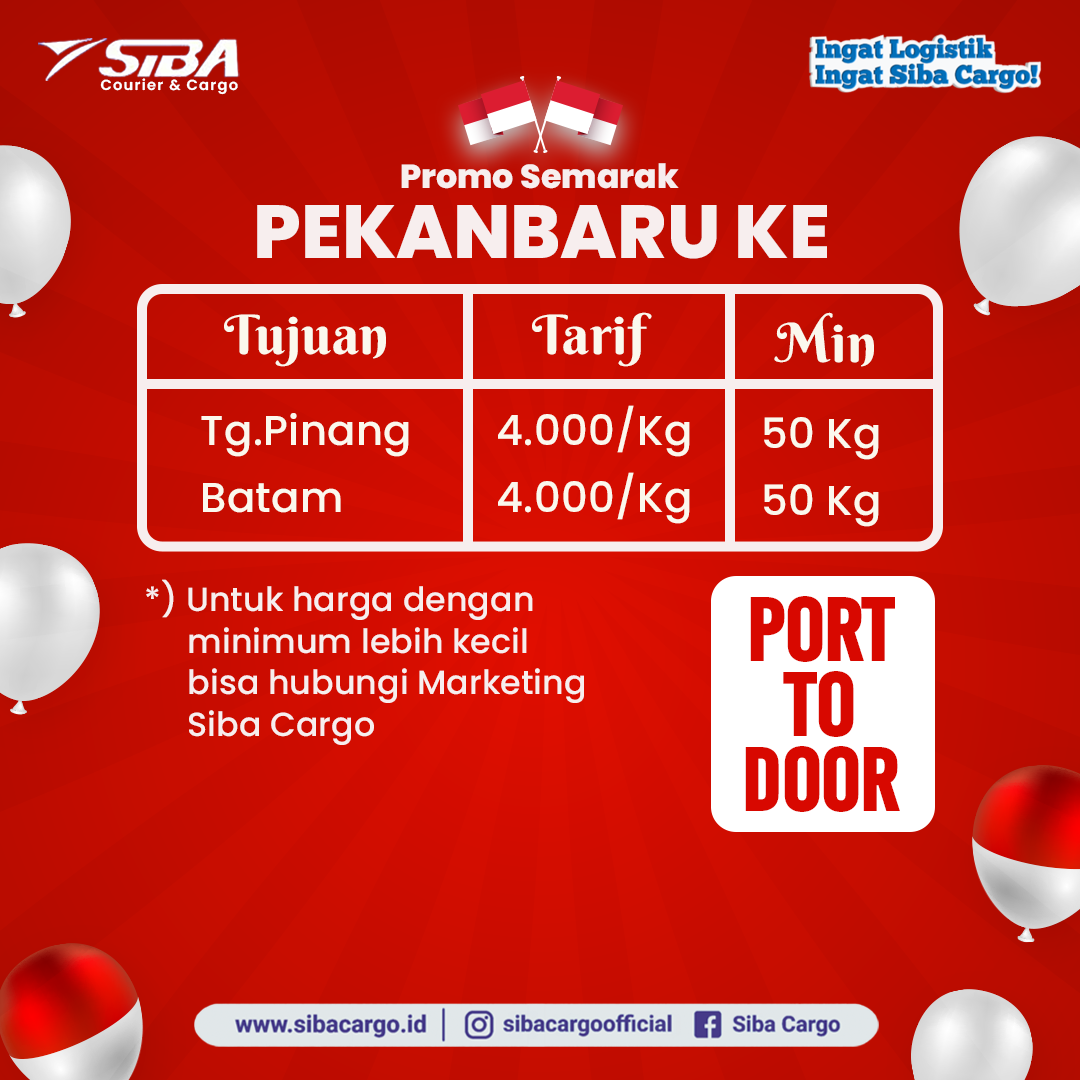 SIBA
Courier & Cargo
Ingat Logistik
Ingat Siba Cargo!
Promo Semarak
PEKANBARU KE
Tujuan Tarif Min
Tg.Pinang 4.000/Kg 50 Kg
Batam 4.000/Kg 50 Kg
*) Untuk harga dengan
minimum lebih kecil
bisa hubungi Marketing
Siba Cargo
PORT
TO
DOOR
www.sibacargo.id | sibacargoofficial Siba Cargo